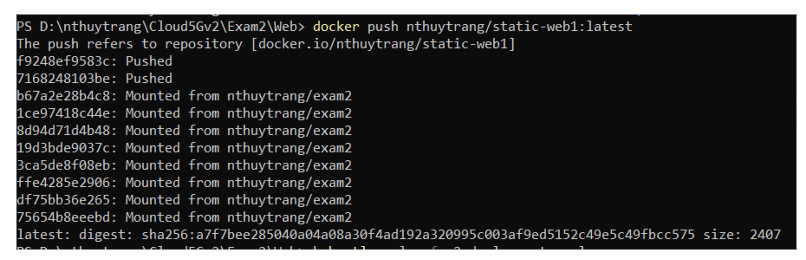 PS D:\nthuytrang\Cloud5Gv2\Exam2\Web> docker push nthuytrang/static-web1:latest
The push refers to repository [docker.io/nthuytrang/static-web1]
f9248ef9583c: Pushed
7168248103be: Pushed
b67a2e28b4c8: Mounted from nthuytrang/exam2
1ce97418c44e: Mounted from nthuytrang/exam2
8d94d71d4b48: Mounted from nthuytrang/exam2
19d3bde9037c: Mounted from nthuytrang/exam2
3ca5de8f08eb: Mounted from nthuytrang/exam2
ffe4285e2906: Mounted from nthuytrang/exam2
df75bb36e265: Mounted from nthuytrang/exam2
75654b8eeebd: Mounted from nthuytrang/exam2
latest: digest: sha256:a7f7bee285040a04a08a30f4ad192a320995c003af9ed5152c49e5c49fbcc575 size: 2407